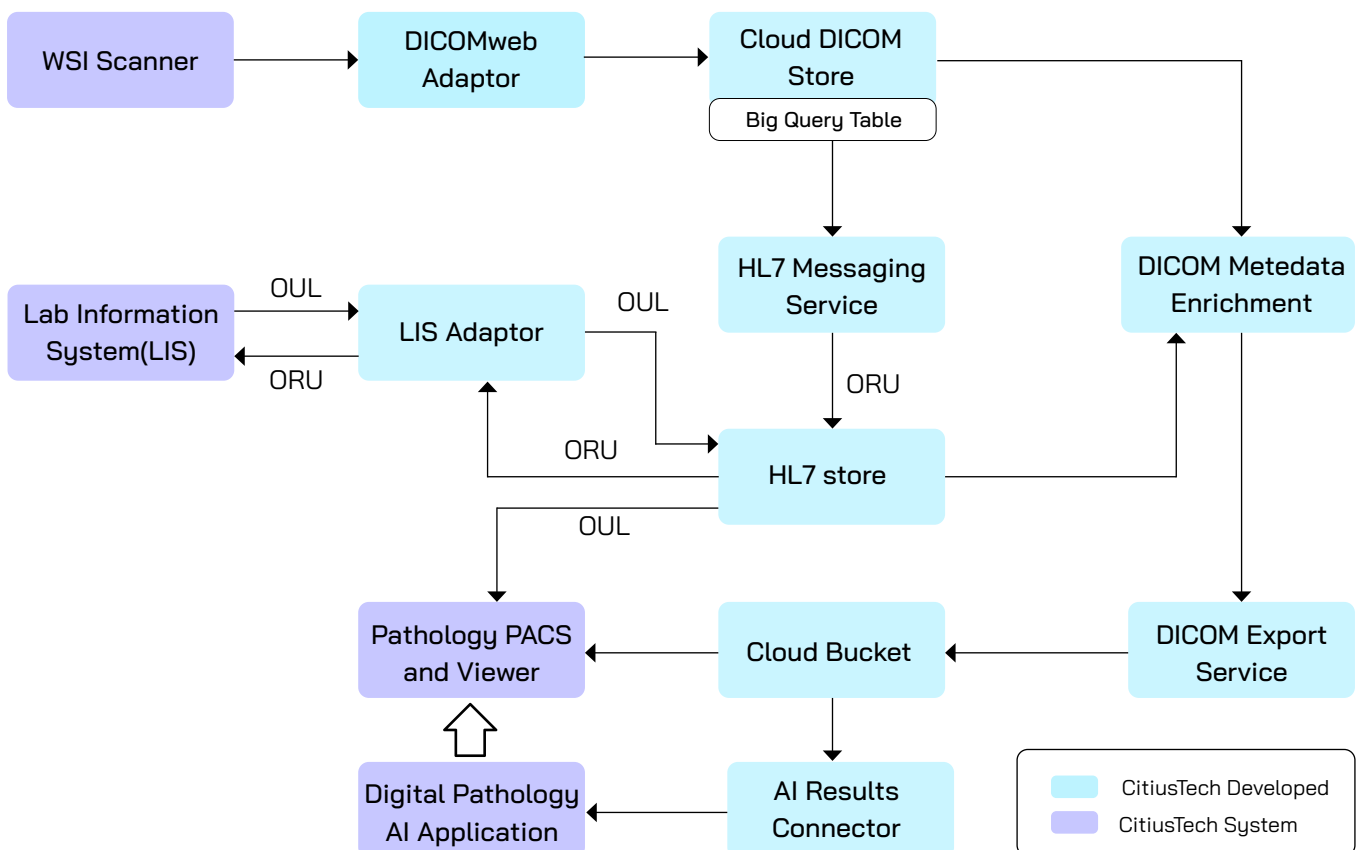 WSI Scanner
DICOMweb
Adaptor
Cloud DICOM
Store
Big Query Table
HL7 Messaging
Service
DICOM Metedata
Enrichment
Lab Information
System(LIS)
OUL
ORU
LIS Adaptor
OUL
ORU
ORU
HL7 store
OUL
Pathology PACS
and Viewer
Cloud Bucket
DICOM Export
Service
Digital Pathology
AI Application
AI Results
Connector
CitiusTech Developed
CitiusTech System